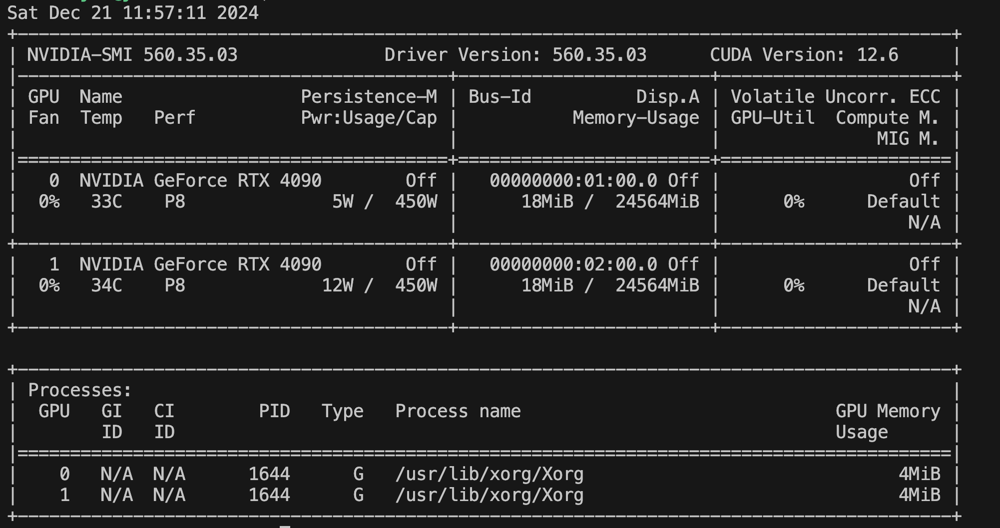 Sat Dec 21 11:57:11 2024
+-----------------------------------------------------------------------------------------+
| NVIDIA-SMI 560.35.03              Driver Version: 560.35.03      CUDA Version: 12.6     |
|-----------------------------------------+------------------------+----------------------+
| GPU  Name                 Persistence-M | Bus-Id          Disp.A | Volatile Uncorr. ECC |
| Fan  Temp   Perf          Pwr:Usage/Cap |           Memory-Usage | GPU-Util  Compute M. |
|                                         |                        |               MIG M. |
|=========================================+========================+======================|
|   0  NVIDIA GeForce RTX 4090        Off |   00000000:01:00.0 Off |                  Off |
|  0%   33C    P8              5W /  450W |      18MiB /  24564MiB |      0%      Default |
|                                         |                        |                  N/A |
+-----------------------------------------+------------------------+----------------------+
|   1  NVIDIA GeForce RTX 4090        Off |   00000000:02:00.0 Off |                  Off |
|  0%   34C    P8             12W /  450W |      18MiB /  24564MiB |      0%      Default |
|                                         |                        |                  N/A |
+-----------------------------------------+------------------------+----------------------+
+-----------------------------------------------------------------------------------------+
| Processes:                                                                              |
|  GPU   GI   CI        PID   Type   Process name                              GPU Memory |
|        ID   ID                                                               Usage      |
|=========================================================================================|
|    0   N/A  N/A      1644      G   /usr/lib/xorg/Xorg                              4MiB |
|    1   N/A  N/A      1644      G   /usr/lib/xorg/Xorg                              4MiB |
+-----------------------------------------------------------------------------------------+